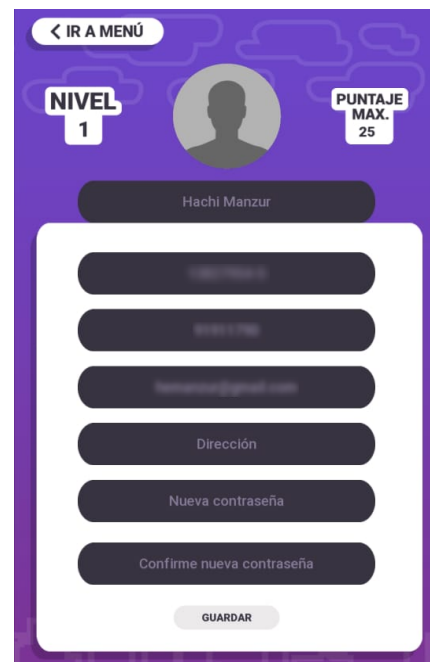 < IR A MENÚ
NIVEL
1
PUNTAJE
MAX.
25
Hachi Manzur
Dirección
Nueva contraseña
Confirme nueva contraseña
GUARDAR